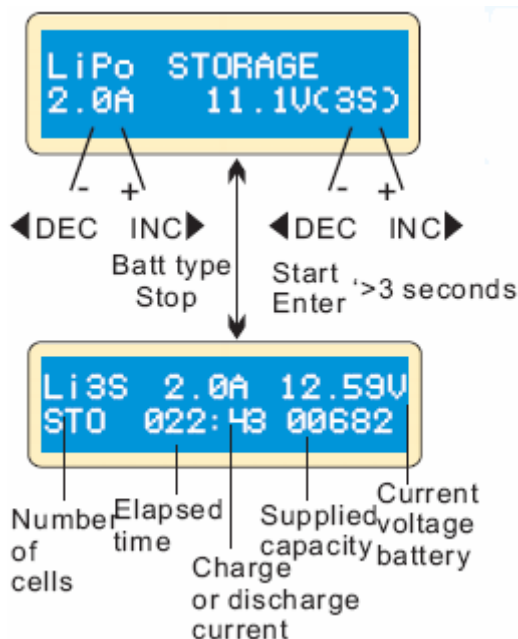 LiPo STORAGE
2.0A 11.1V(3S)
- + - +
◀DEC INC▶ ◀DEC INC▶
Batt type
Stop
Start
Enter
‘>3 seconds
Li3S 2.0A 12.59V
STO 022:43 00682
Number
of
cells
Elapsed
time
Charge
or discharge
current
Supplied
capacity
Current
voltage
battery